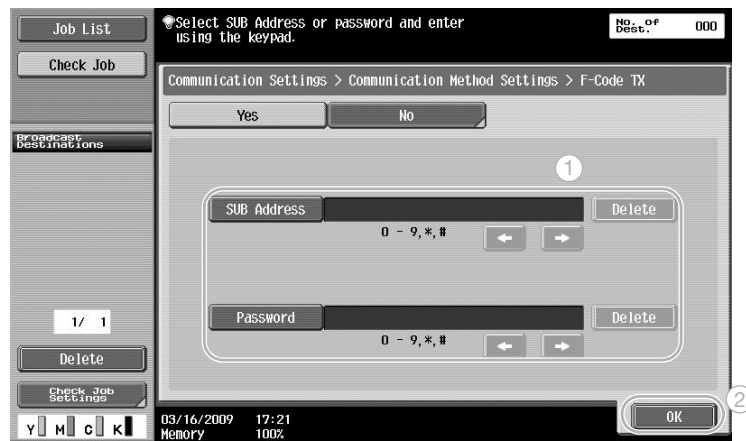 Job List
Check Job
Select SUB Address or password and enter
using the keypad.
No. of
Dest.
000
Communication Settings > Communication Method Settings > F-Code TX
Yes
No
Broadcast
Destinations
1
SUB Address
Delete
0 - 9,*,#
Password
Delete
0 - 9,*,#
1/ 1
Delete
Check Job
Settings
Y M C K
03/16/2009 17:21
Memory 100%
OK
2